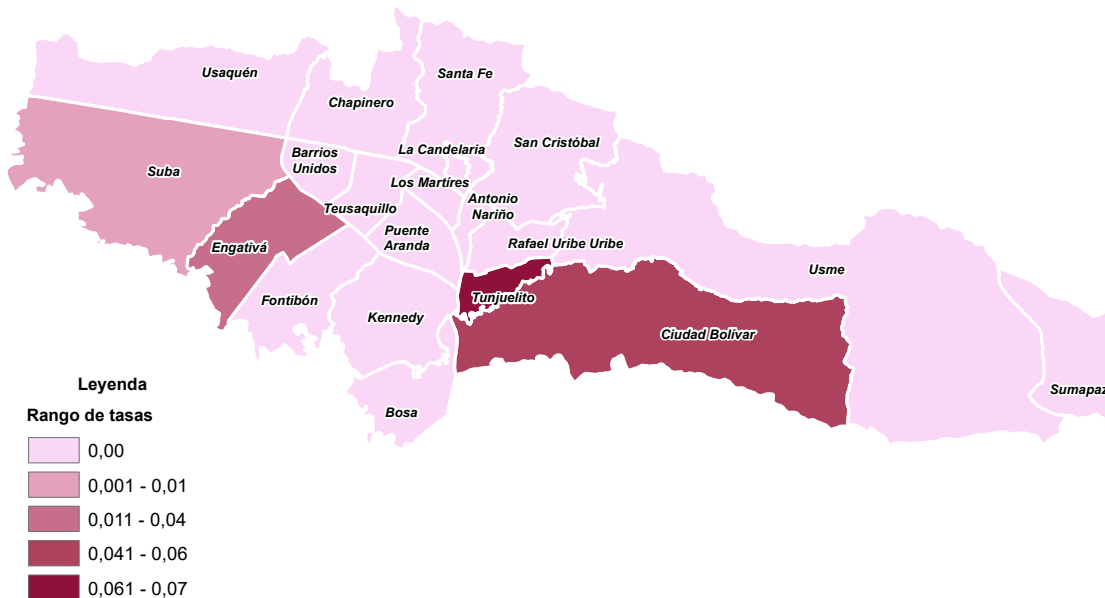 Usaquén
Santa Fe
Chapinero
San Cristóbal
La Candelaria
Barrios
Unidos
Suba
Los Martíres
Antonio
Nariño
Teusaquillo
Puente
Aranda
Engativá
Rafael Uribe Uribe
Usme
Fontibón
Tunjuelito
Kennedy
Ciudad Bolívar
Sumapaz
Bosa
Leyenda
Rango de tasas
0,00
0,001 - 0,01
0,011 - 0,04
0,041 - 0,06
0,061 - 0,07